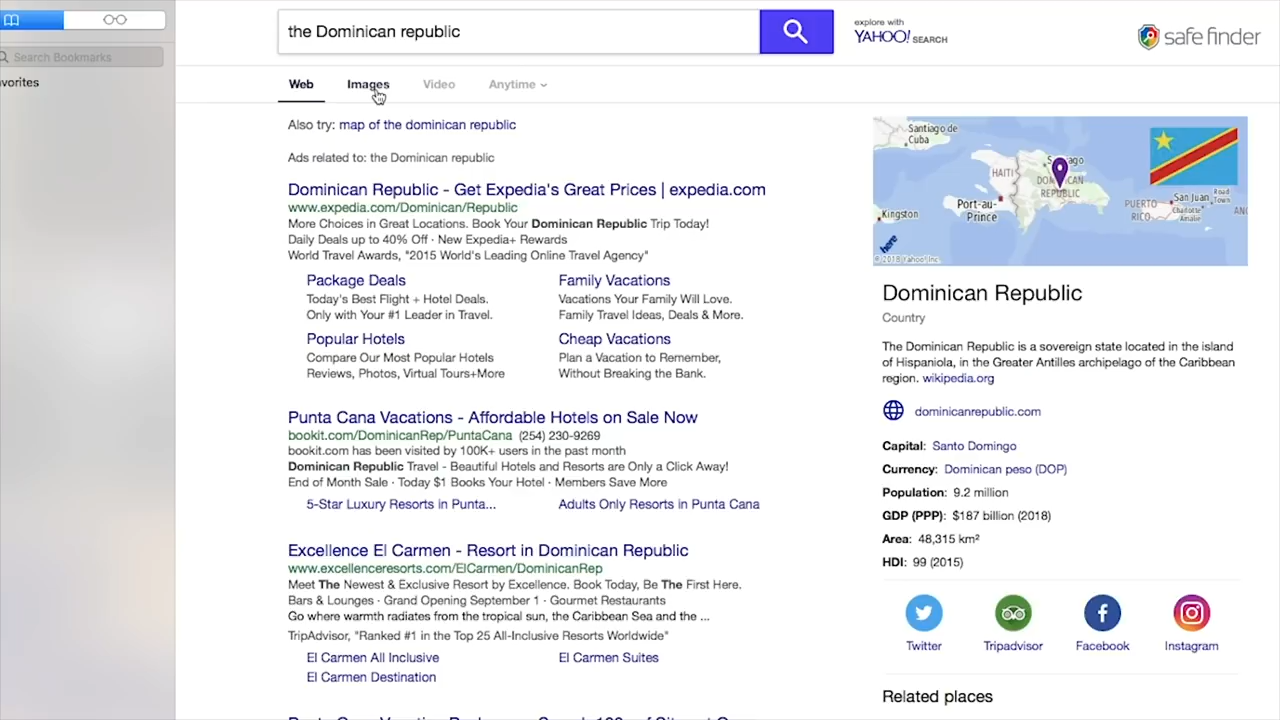 Search Bookmarks
vorites
the Dominican republic
explore with
YAHOO! SEARCH
safe finder
Web
Images
Video
Anytime
Also try: map of the dominican republic
Ads related to: the Dominican republic
Dominican Republic - Get Expedia's Great Prices | expedia.com
www.expedia.com/Dominican/Republic
More Choices in Great Locations. Book Your Dominican Republic Trip Today!
Daily Deals up to 40% Off · New Expedia+ Rewards
World Travel Awards, "2015 World's Leading Online Travel Agency"
Package Deals
Today's Best Flight + Hotel Deals.
Only with Your #1 Leader in Travel.
Family Vacations
Vacations Your Family Will Love.
Family Travel Ideas, Deals & More.
Popular Hotels
Compare Our Most Popular Hotels
Reviews, Photos, Virtual Tours+More
Cheap Vacations
Plan a Vacation to Remember,
Without Breaking the Bank.
Punta Cana Vacations - Affordable Hotels on Sale Now
bookit.com/DominicanRep/PuntaCana (254) 230-9269
bookit.com has been visited by 100K+ users in the past month
Dominican Republic Travel - Beautiful Hotels and Resorts are Only a Click Away!
End of Month Sale · Today $1 Books Your Hotel · Members Save More
5-Star Luxury Resorts in Punta...
Adults Only Resorts in Punta Cana
Excellence El Carmen - Resort in Dominican Republic
www.excellenceresorts.com/ElCarmen/DominicanRep
Meet The Newest & Exclusive Resort by Excellence. Book Today, Be The First Here.
Bars & Lounges · Grand Opening September 1 · Gourmet Restaurants
Go where warmth radiates from the tropical sun, the Caribbean Sea and the ...
TripAdvisor, "Ranked #1 in the Top 25 All-Inclusive Resorts Worldwide"
El Carmen All Inclusive
El Carmen Suites
El Carmen Destination
Santiago de
Cuba
HAITI
DOMINICAN
REPUBLIC
Port-au-
Prince
Kingston
PUERTO
RICO
San Juan
Road
Town
Charlotte
Amalie
here
© 2018 Yahoo! Inc.
Dominican Republic
Country
The Dominican Republic is a sovereign state located in the island
of Hispaniola, in the Greater Antilles archipelago of the Caribbean
region. wikipedia.org
dominicanrepublic.com
Capital: Santo Domingo
Currency: Dominican peso (DOP)
Population: 9.2 million
GDP (PPP): $187 billion (2018)
Area: 48,315 km²
HDI: 99 (2015)
Twitter
Tripadvisor
Facebook
Instagram
Related places